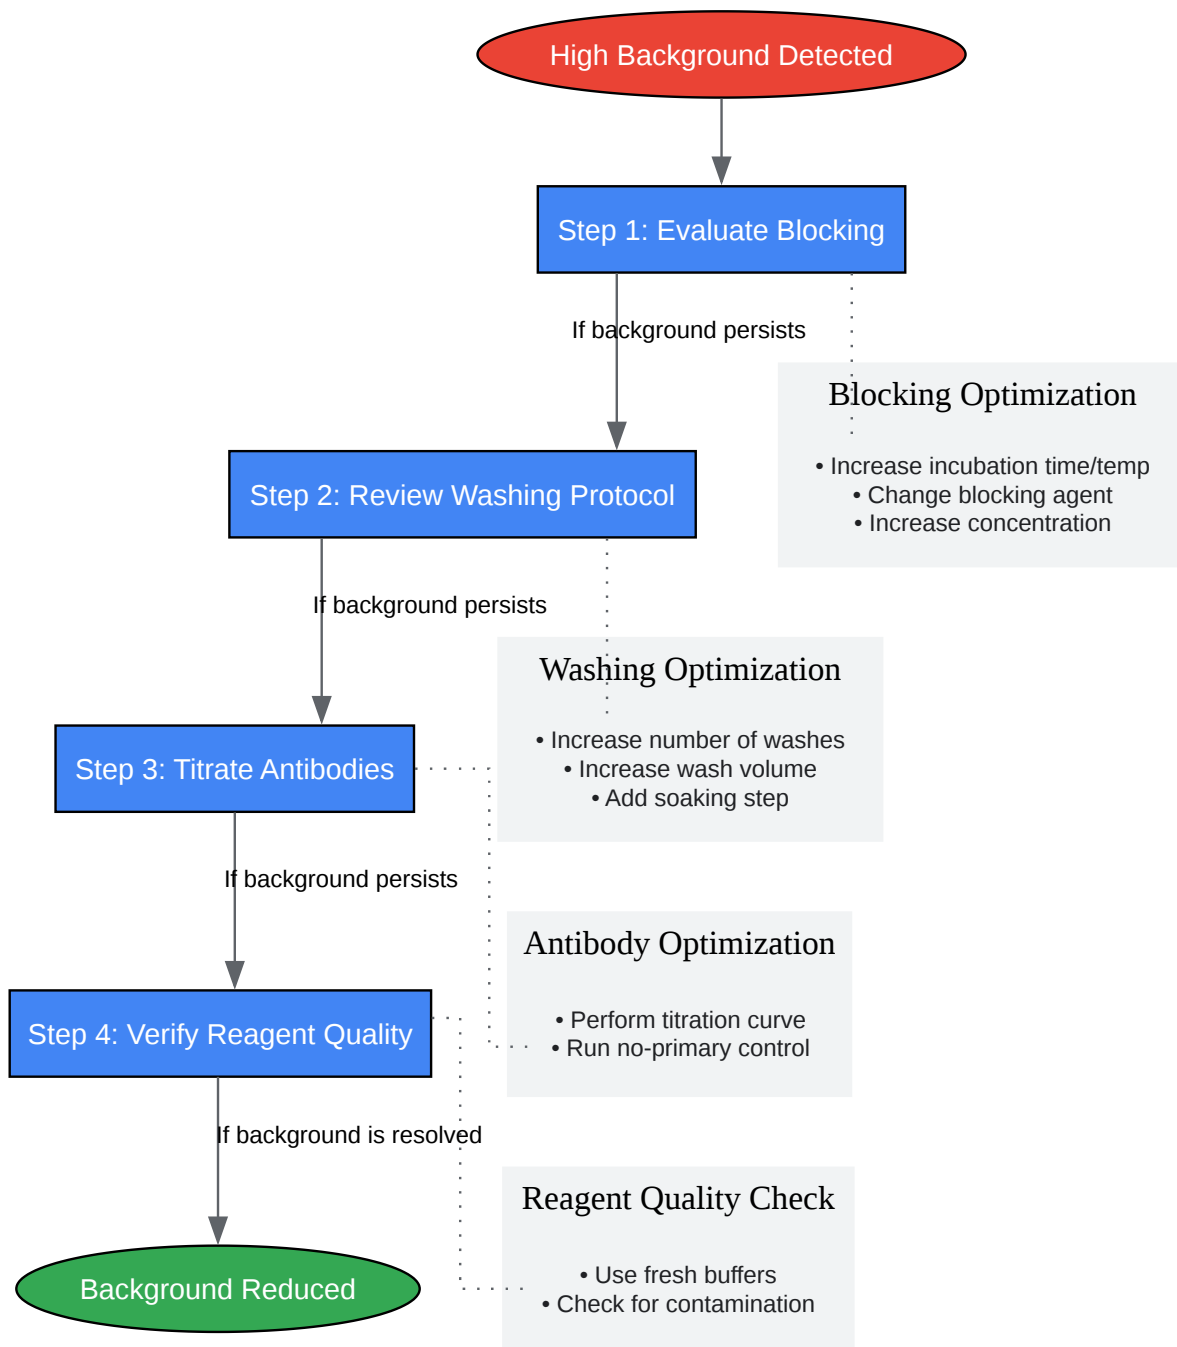 High Background Detected
Step 1: Evaluate Blocking
If background persists
Blocking Optimization
• Increase incubation time/temp
• Change blocking agent
• Increase concentration
Step 2: Review Washing Protocol
If background persists
Washing Optimization
• Increase number of washes
• Increase wash volume
• Add soaking step
Step 3: Titrate Antibodies
If background persists
Antibody Optimization
• Perform titration curve
• Run no-primary control
Step 4: Verify Reagent Quality
If background is resolved
Reagent Quality Check
• Use fresh buffers
• Check for contamination
Background Reduced